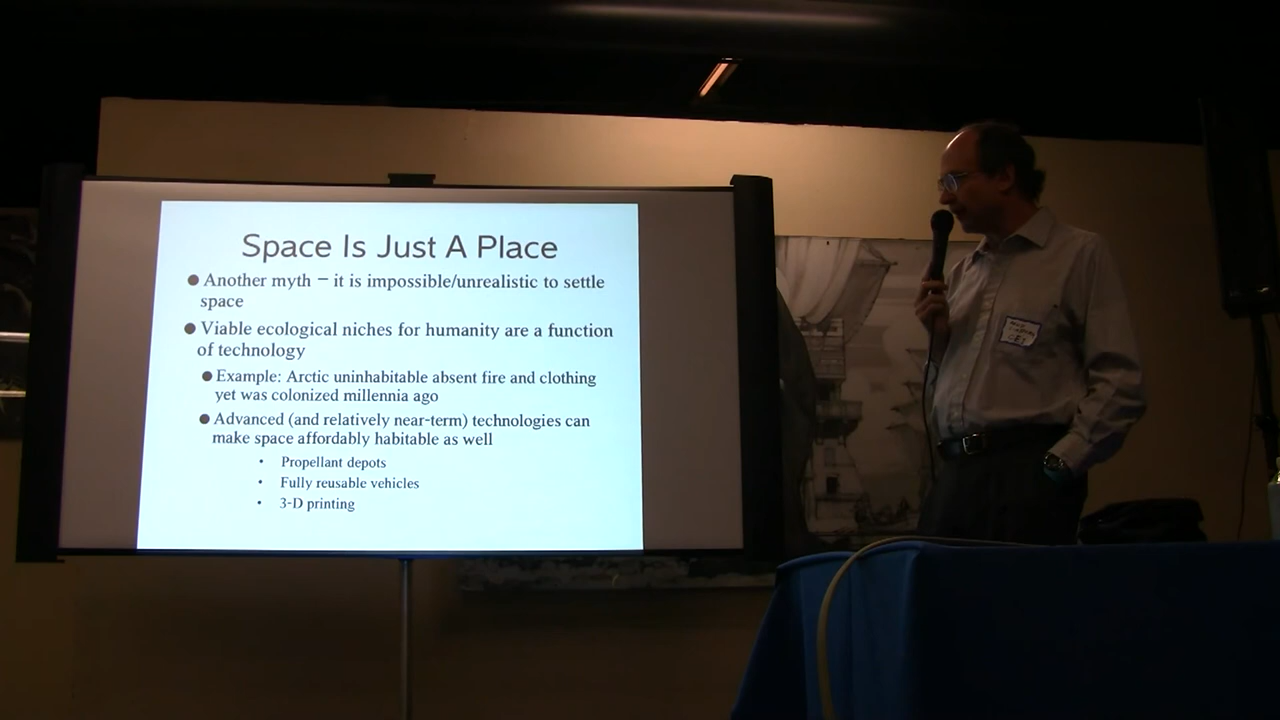 Space Is Just A Place
● Another myth – it is impossible/unrealistic to settle
space
● Viable ecological niches for humanity are a function
of technology
● Example: Arctic uninhabitable absent fire and clothing
yet was colonized millennia ago
● Advanced (and relatively near-term) technologies can
make space affordably habitable as well
• Propellant depots
• Fully reusable vehicles
• 3-D printing